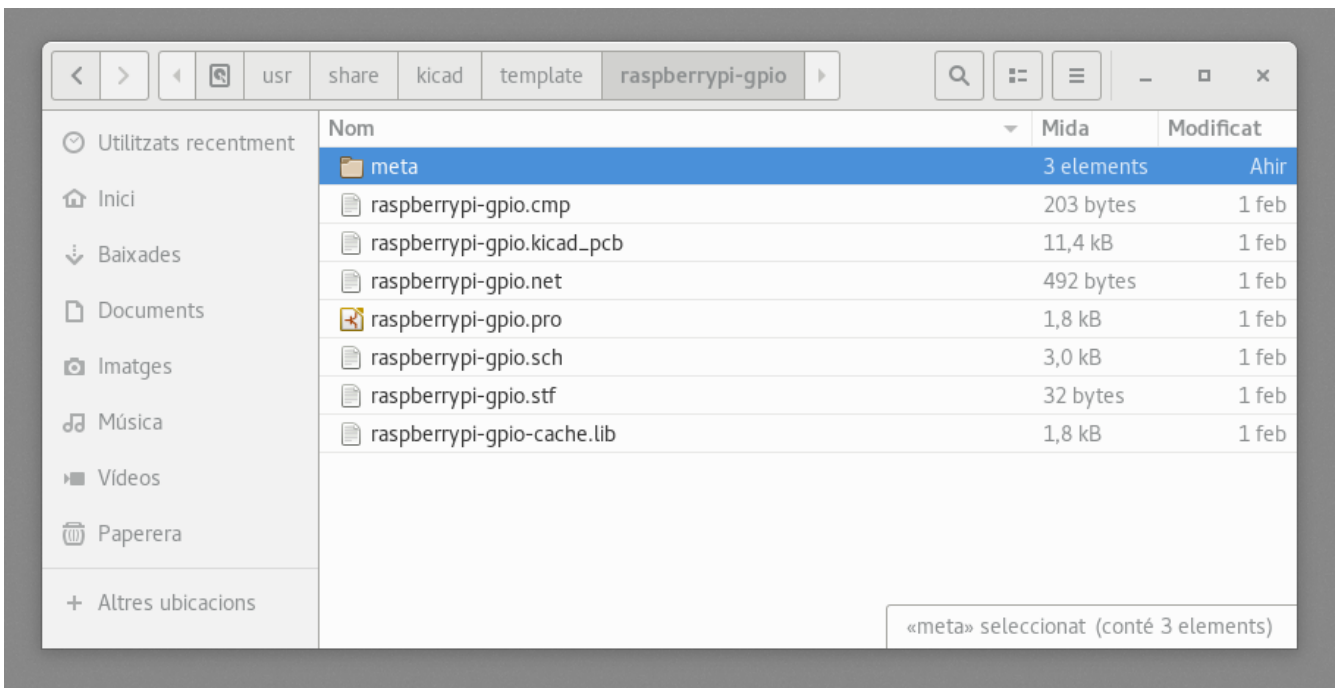 usr share kicad template raspberrypi-gpio
Utilitzats recentment
Inici
Baixades
Documents
Imatges
Música
Vídeos
Paperera
Altres ubicacions
Nom Mida Modificat
meta 3 elements Ahir
raspberrypi-gpio.cmp 203 bytes 1 feb
raspberrypi-gpio.kicad_pcb 11,4 kB 1 feb
raspberrypi-gpio.net 492 bytes 1 feb
raspberrypi-gpio.pro 1,8 kB 1 feb
raspberrypi-gpio.sch 3,0 kB 1 feb
raspberrypi-gpio.stf 32 bytes 1 feb
raspberrypi-gpio-cache.lib 1,8 kB 1 feb
«meta» seleccionat (conté 3 elements)